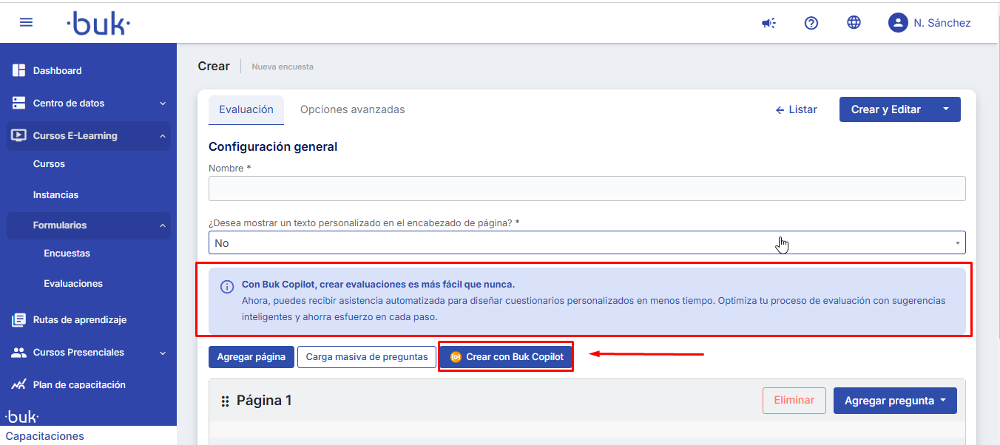 ·buk·
N. Sánchez
Dashboard
Centro de datos
Cursos E-Learning
Cursos
Instancias
Formularios
Encuestas
Evaluaciones
Rutas de aprendizaje
Cursos Presenciales
Plan de capacitación
·buk·
Capacitaciones
Crear
Nueva encuesta
Evaluación
Opciones avanzadas
← Listar
Crear y Editar
Configuración general
Nombre *
¿Desea mostrar un texto personalizado en el encabezado de página? *
No
Con Buk Copilot, crear evaluaciones es más fácil que nunca.
Ahora, puedes recibir asistencia automatizada para diseñar cuestionarios personalizados en menos tiempo. Optimiza tu proceso de evaluación con sugerencias
inteligentes y ahorra esfuerzo en cada paso.
Agregar página
Carga masiva de preguntas
Crear con Buk Copilot
Página 1
Eliminar
Agregar pregunta